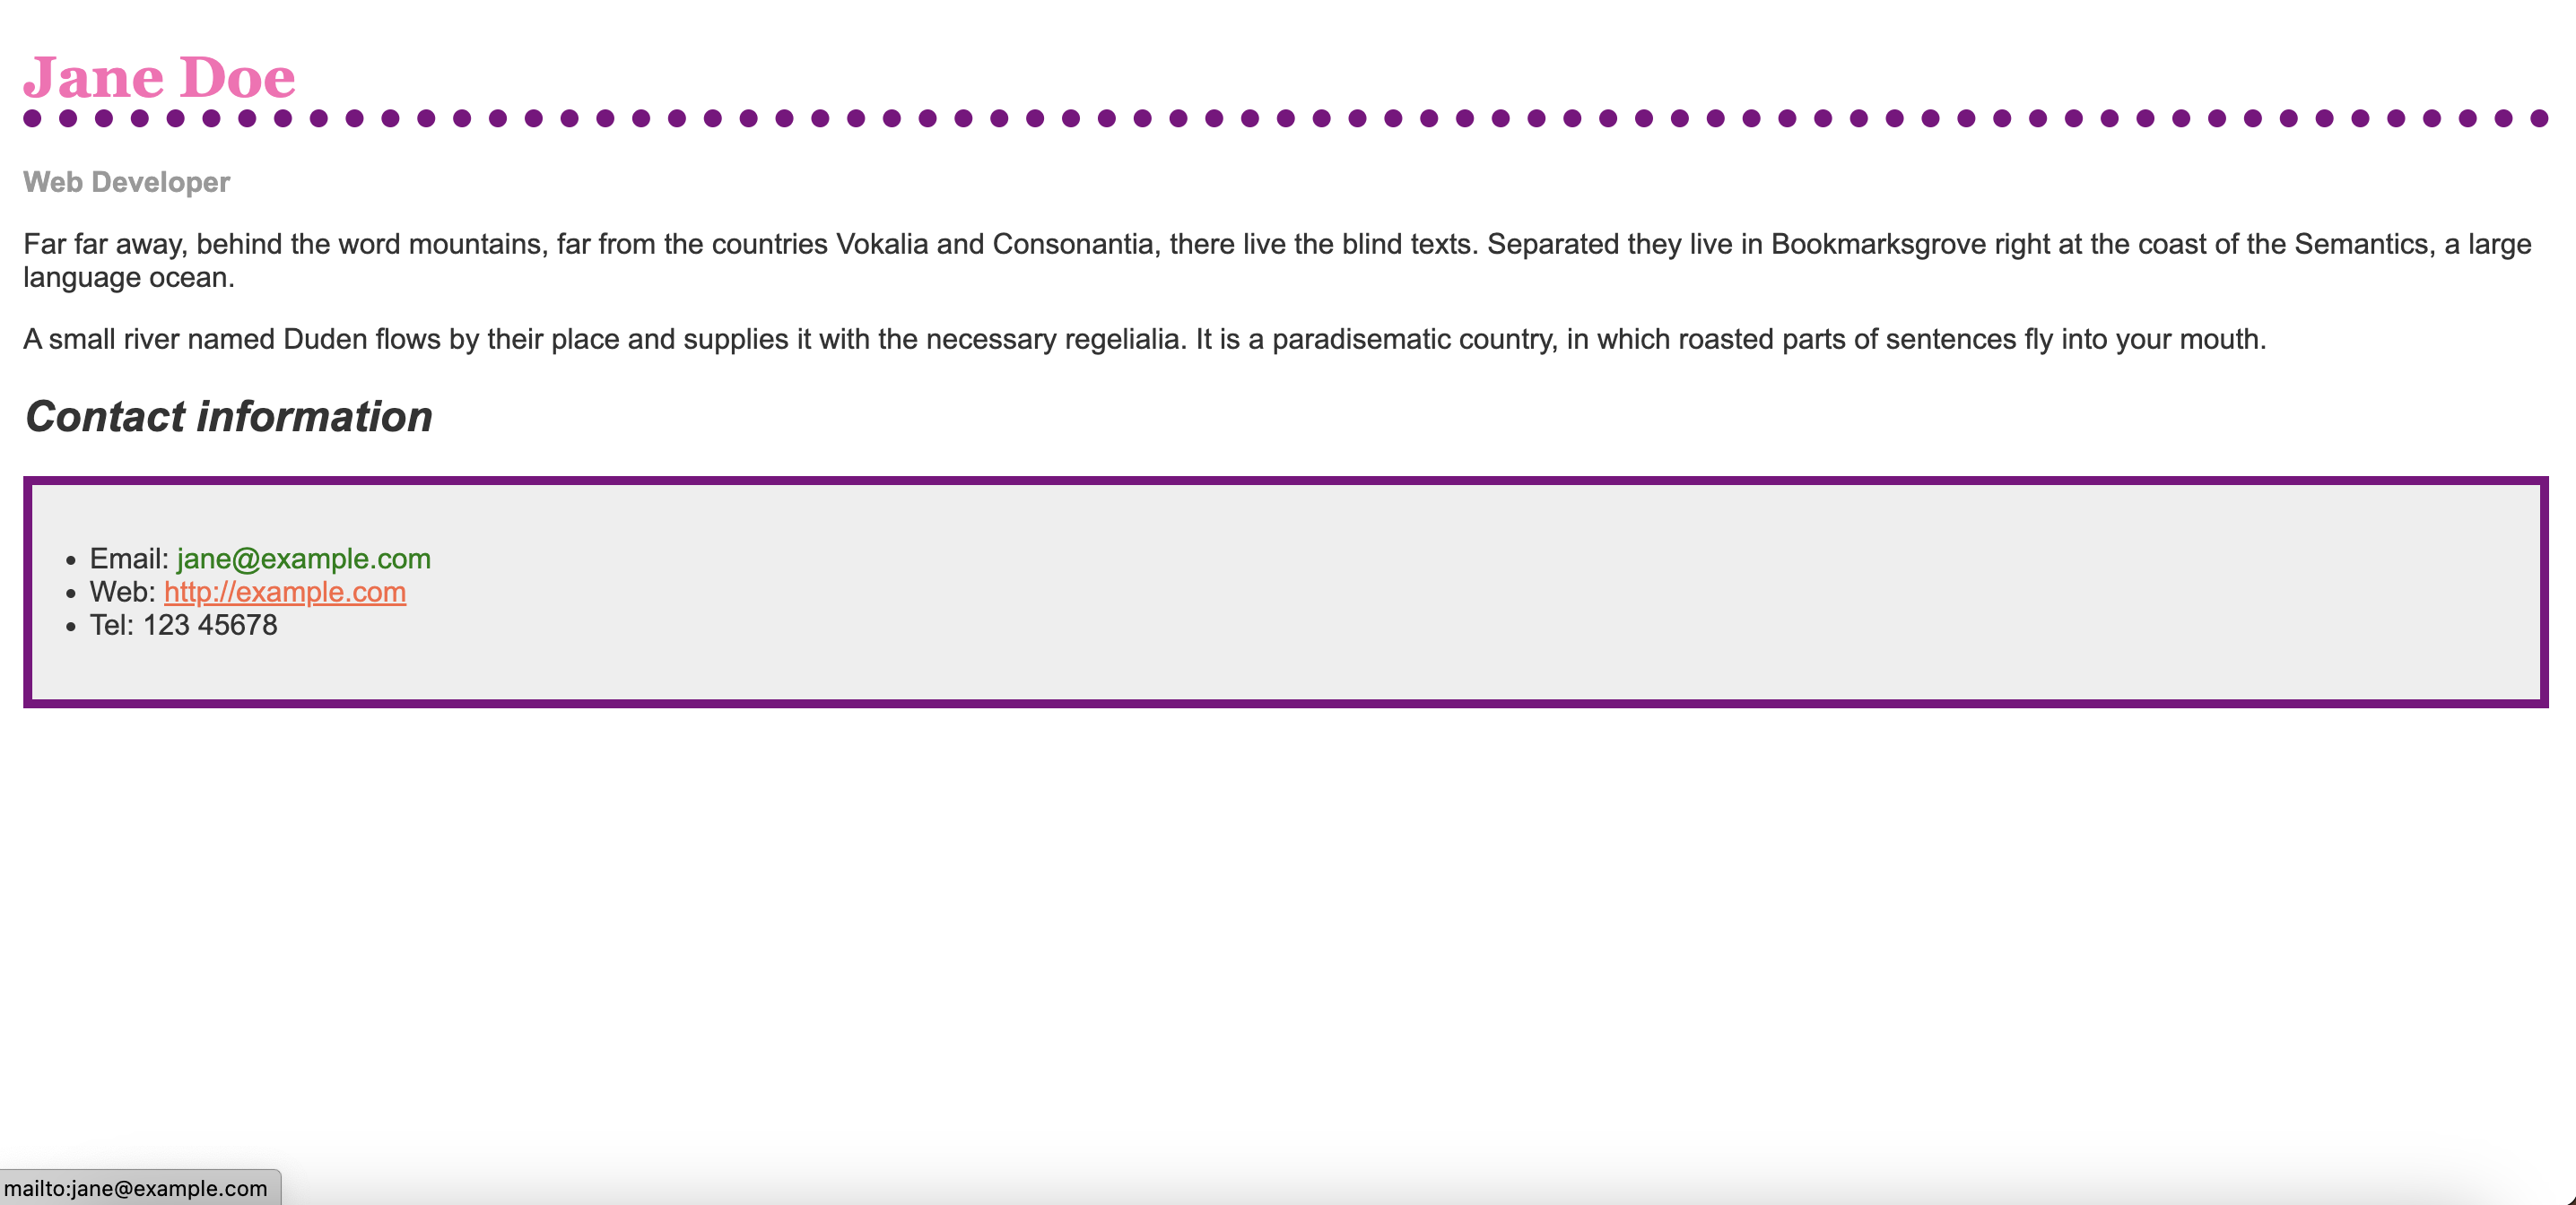 Jane Doe
Web Developer
Far far away, behind the word mountains, far from the countries Vokalia and Consonantia, there live the blind texts. Separated they live in Bookmarksgrove right at the coast of the Semantics, a large
language ocean.
A small river named Duden flows by their place and supplies it with the necessary regelialia. It is a paradisematic country, in which roasted parts of sentences fly into your mouth.
Contact information
Email: jane@example.com
Web: http://example.com
Tel: 123 45678
mailto:jane@example.com